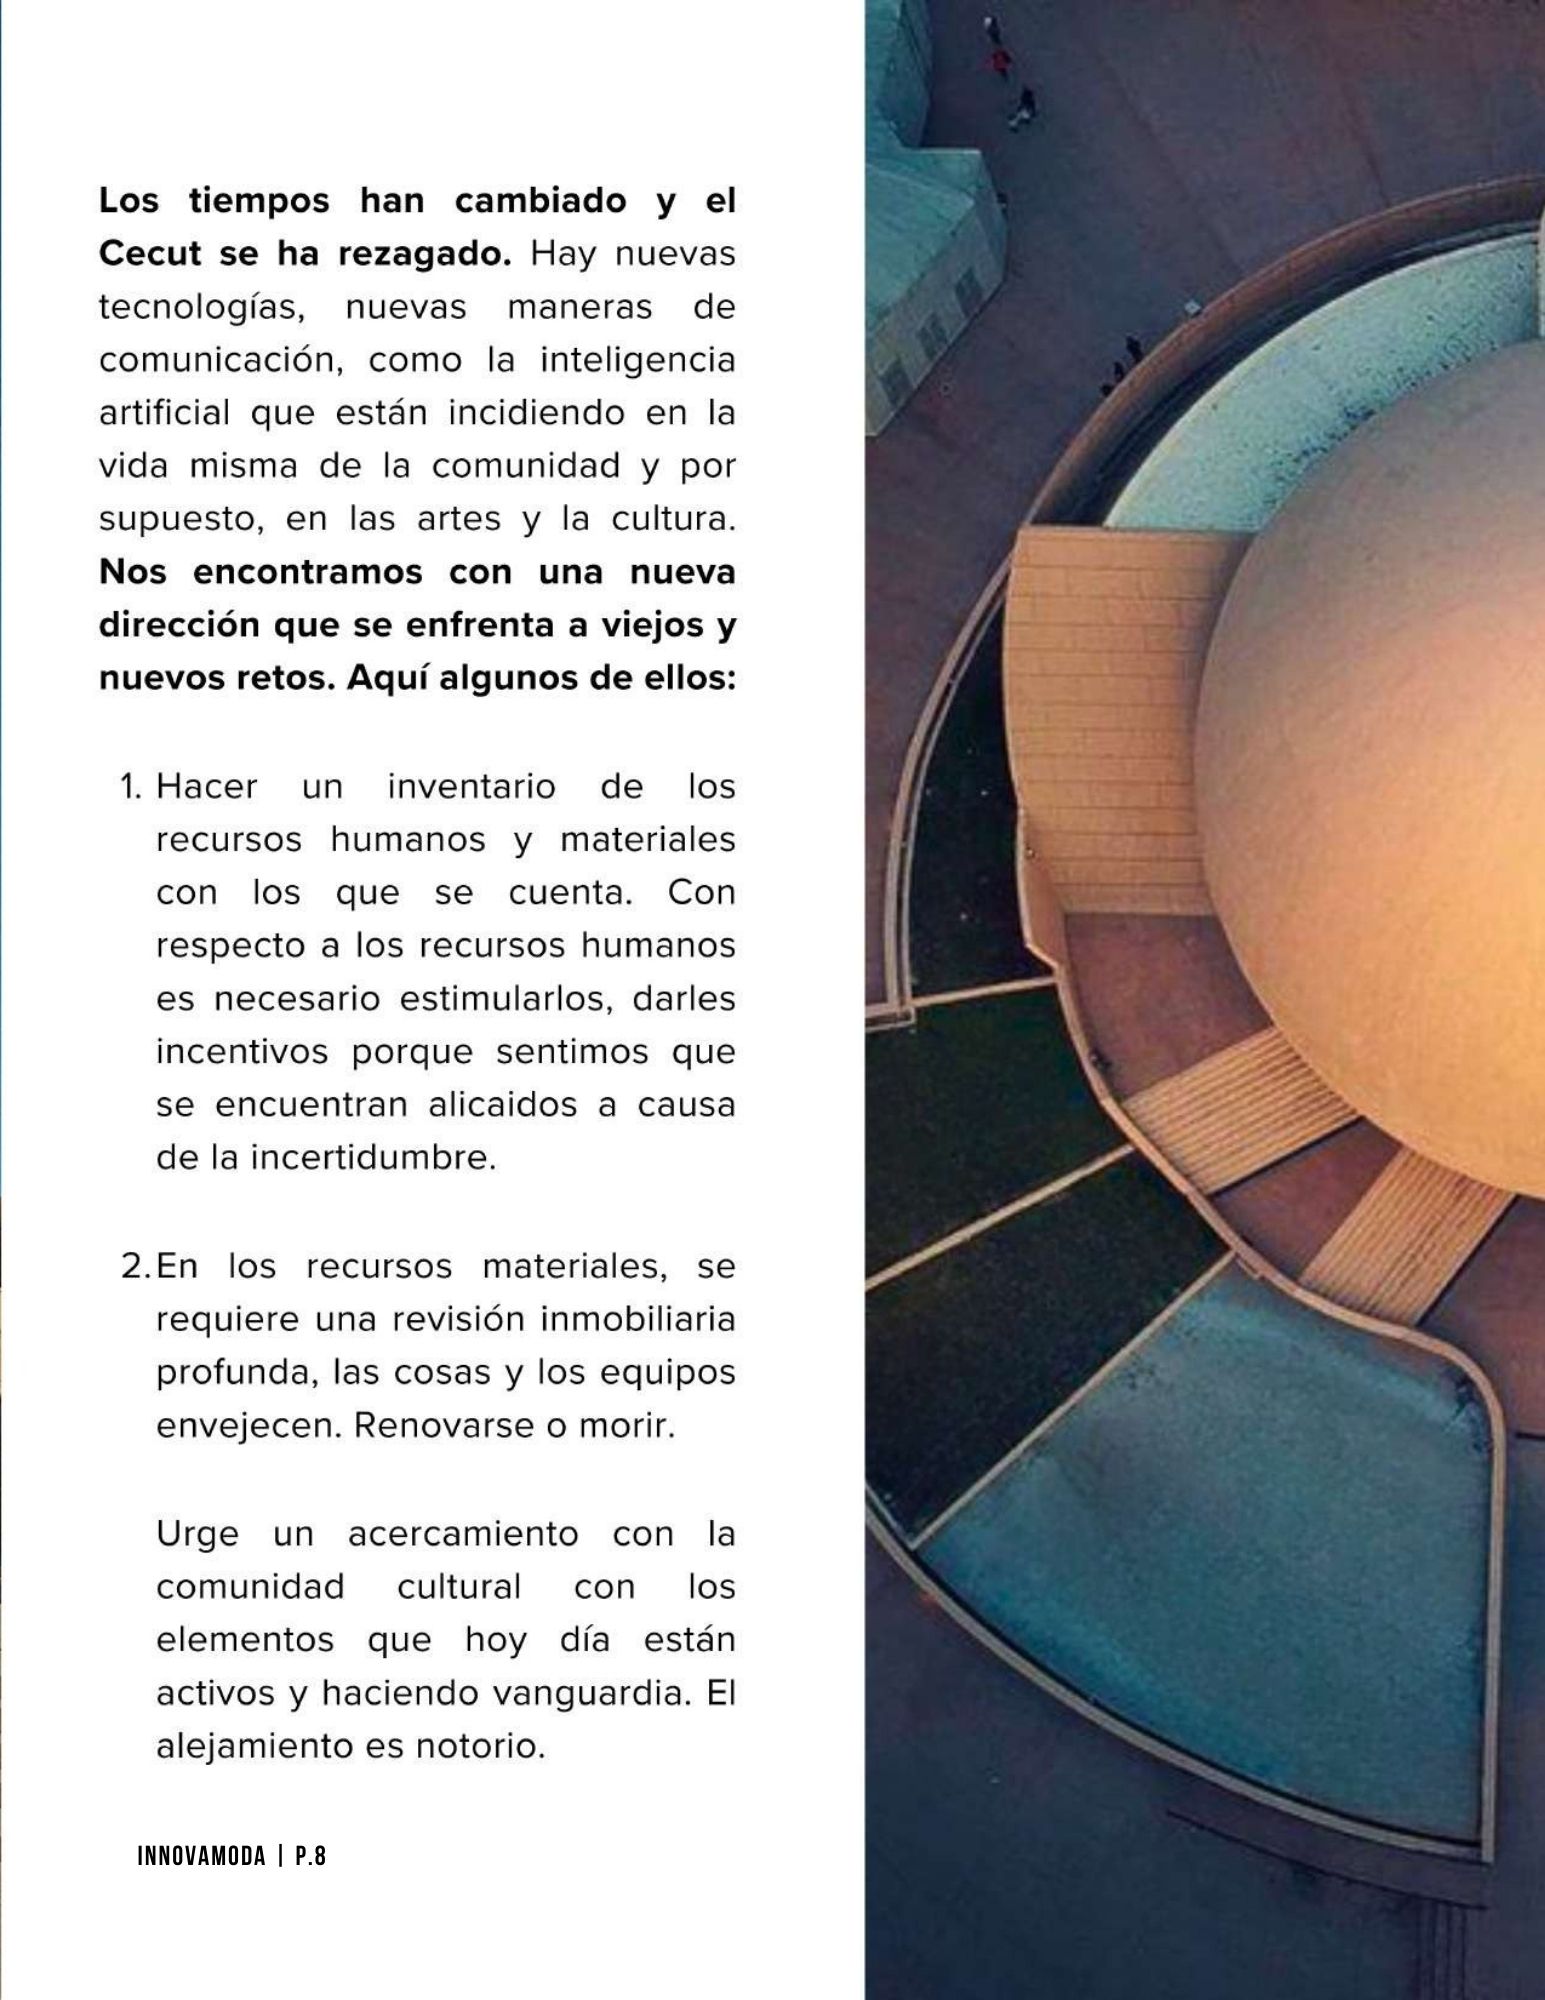 Los tiempos han cambiado y el
Cecut se ha rezagado. Hay nuevas
tecnologías, nuevas maneras de
comunicación, como la inteligencia
artificial que están incidiendo en la
vida misma de la comunidad y por
supuesto, en las artes y la cultura.
Nos encontramos con una nueva
dirección que se enfrenta a viejos y
nuevos retos. Aquí algunos de ellos:
1. Hacer un inventario de los
recursos humanos y materiales
con los que se cuenta. Con
respecto a los recursos humanos
es necesario estimularlos, darles
incentivos porque sentimos que
se encuentran alicaidos a causa
de la incertidumbre.
2. En los recursos materiales, se
requiere una revisión inmobiliaria
profunda, las cosas y los equipos
envejecen. Renovarse o morir.
Urge un acercamiento con la
comunidad cultural con los
elementos que hoy día están
activos y haciendo vanguardia. El
alejamiento es notorio.
INNOVAMODA | P.8